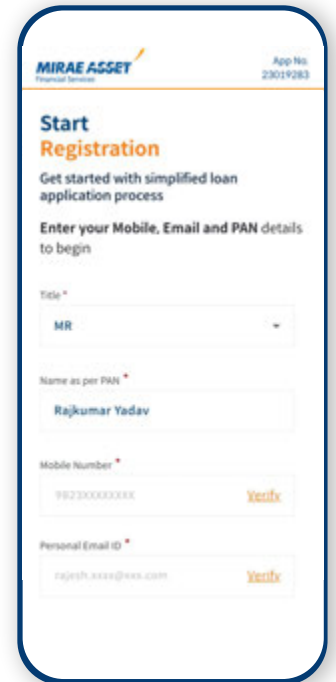 MIRAE ASSET
Financial Services
App No.
23019283
Start
Registration
Get started with simplified loan
application process
Enter your Mobile, Email and PAN details
to begin
Title *
MR
Name as per PAN *
Rajkumar Yadav
Mobile Number *
9823XXXXXXX Verify
Personal Email ID *
rajesh.xxxx@xxx.com Verify